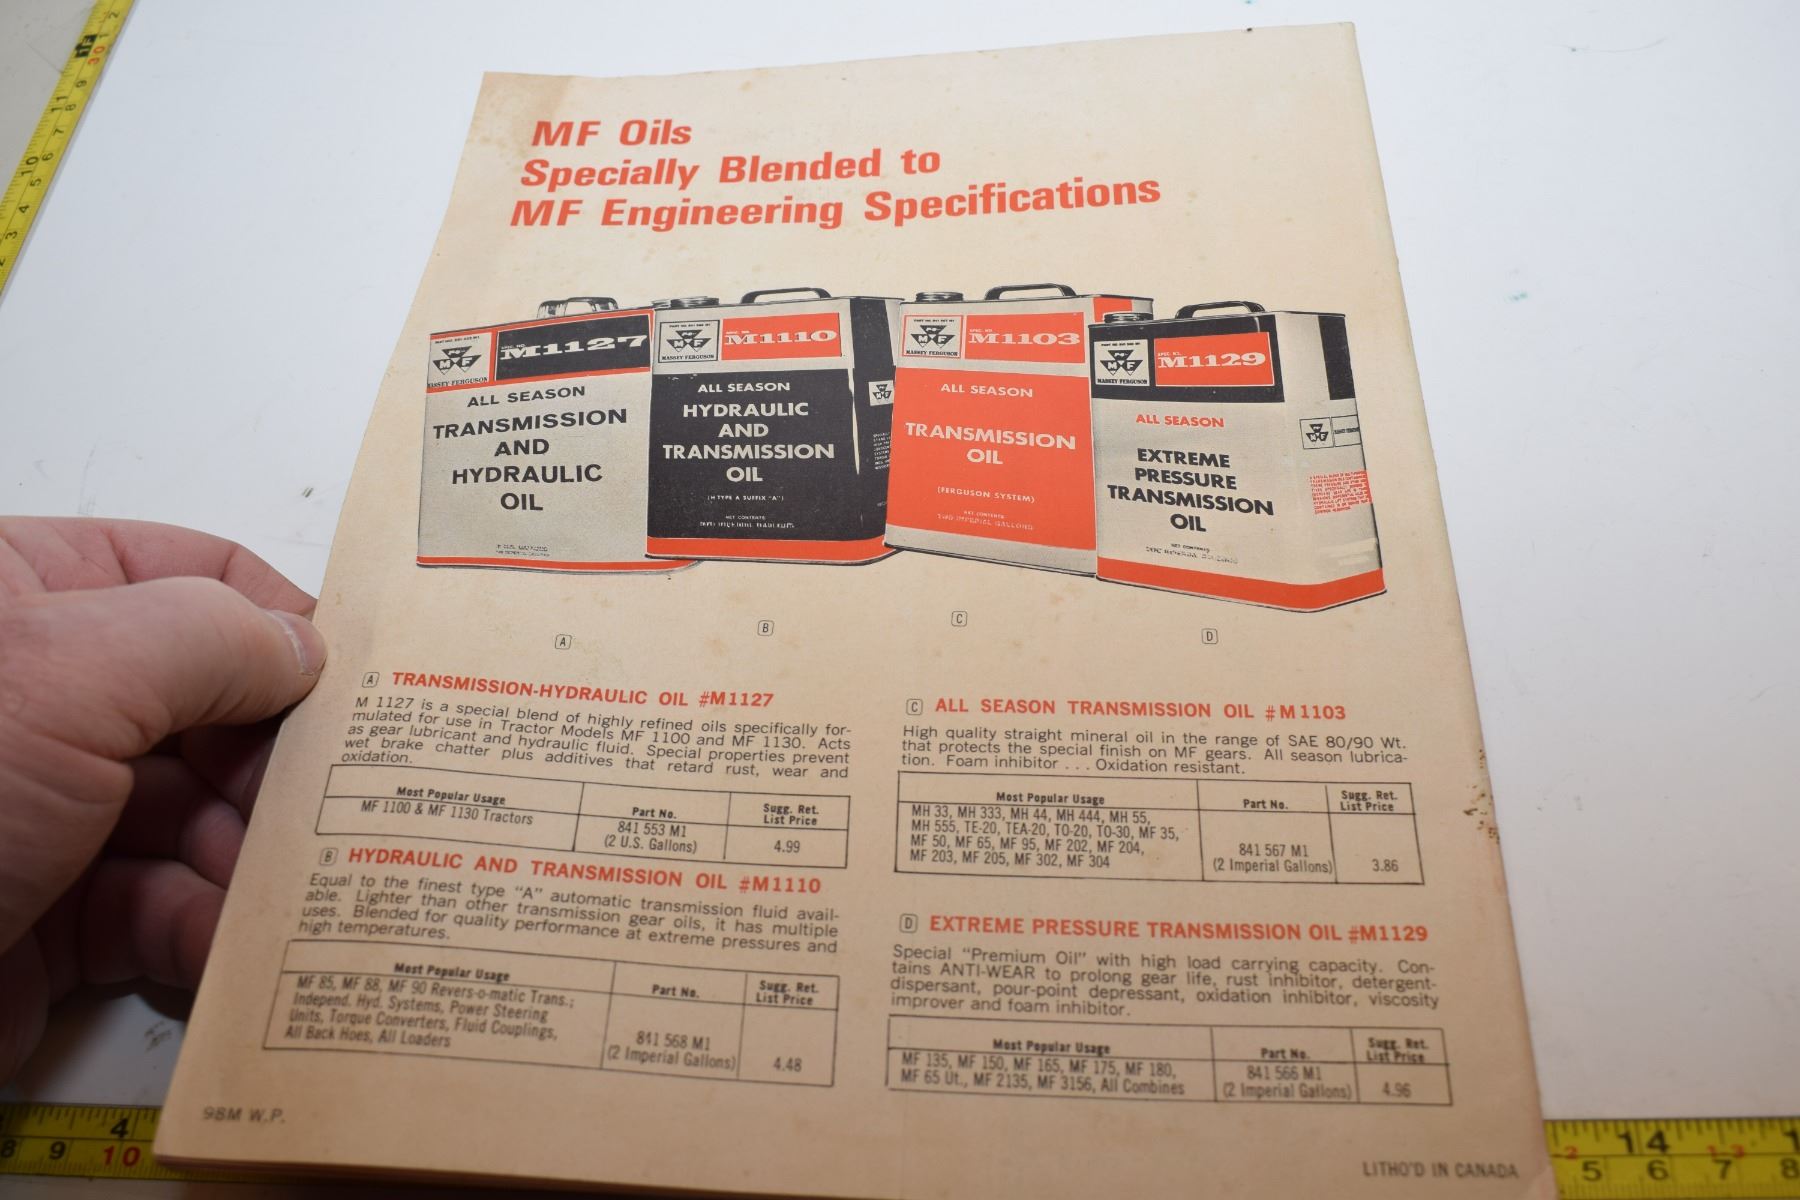 MF Oils
Specially Blended to
MF Engineering Specifications
SPEC. NO.
M1127
MASSEY FERGUSON
ALL SEASON
TRANSMISSION
AND
HYDRAULIC
OIL
M1110
MASSEY FERGUSON
ALL SEASON
HYDRAULIC
AND
TRANSMISSION
OIL
M1103
MASSEY FERGUSON
ALL SEASON
TRANSMISSION
OIL
(FERGUSON SYSTEM)
NET CONTENTS
TWO IMPERIAL GALLONS
M1129
MASSEY FERGUSON
ALL SEASON
EXTREME
PRESSURE
TRANSMISSION
OIL
NET CONTENTS
A
B
C
D
A TRANSMISSION-HYDRAULIC OIL #M1127
M 1127 is a special blend of highly refined oils specifically for-
mulated for use in Tractor Models MF 1100 and MF 1130. Acts
as gear lubricant and hydraulic fluid. Special properties prevent
wet brake chatter plus additives that retard rust, wear and
oxidation.
Most Popular Usage
Part No.
Sugg. Ret.
List Price
MF 1100 & MF 1130 Tractors
841 553 M1
(2 U.S. Gallons)
4.99
B HYDRAULIC AND TRANSMISSION OIL #M1110
Equal to the finest type "A" automatic transmission fluid avail-
able. Lighter than other transmission gear oils, it has multiple
uses. Blended for quality performance at extreme pressures and
high temperatures.
Most Popular Usage
Part No.
Sugg. Ret.
List Price
MF 85, MF 88, MF 90 Revers-o-matic Trans.;
Independ. Hyd. Systems, Power Steering
Units, Torque Converters, Fluid Couplings,
All Back Hoes, All Loaders
841 568 M1
(2 Imperial Gallons)
4.48
C ALL SEASON TRANSMISSION OIL #M1103
High quality straight mineral oil in the range of SAE 80/90 Wt.
that protects the special finish on MF gears. All season lubrica-
tion. Foam inhibitor . . . Oxidation resistant.
Most Popular Usage
Part No.
Sugg. Ret.
List Price
MH 33, MH 333, MH 44, MH 444, MH 55,
MH 555, TE-20, TEA-20, TO-20, TO-30, MF 35,
MF 50, MF 65, MF 95, MF 202, MF 204,
MF 203, MF 205, MF 302, MF 304
841 567 M1
(2 Imperial Gallons)
3.86
D EXTREME PRESSURE TRANSMISSION OIL #M1129
Special "Premium Oil" with high load carrying capacity. Con-
tains ANTI-WEAR to prolong gear life, rust inhibitor, detergent-
dispersant, pour-point depressant, oxidation inhibitor, viscosity
improver and foam inhibitor.
Most Popular Usage
Part No.
Sugg. Ret.
List Price
MF 135, MF 150, MF 165, MF 175, MF 180,
MF 65 Ut., MF 2135, MF 3156, All Combines
841 566 M1
(2 Imperial Gallons)
4.96
98M W.P.
LITHO'D IN CANADA